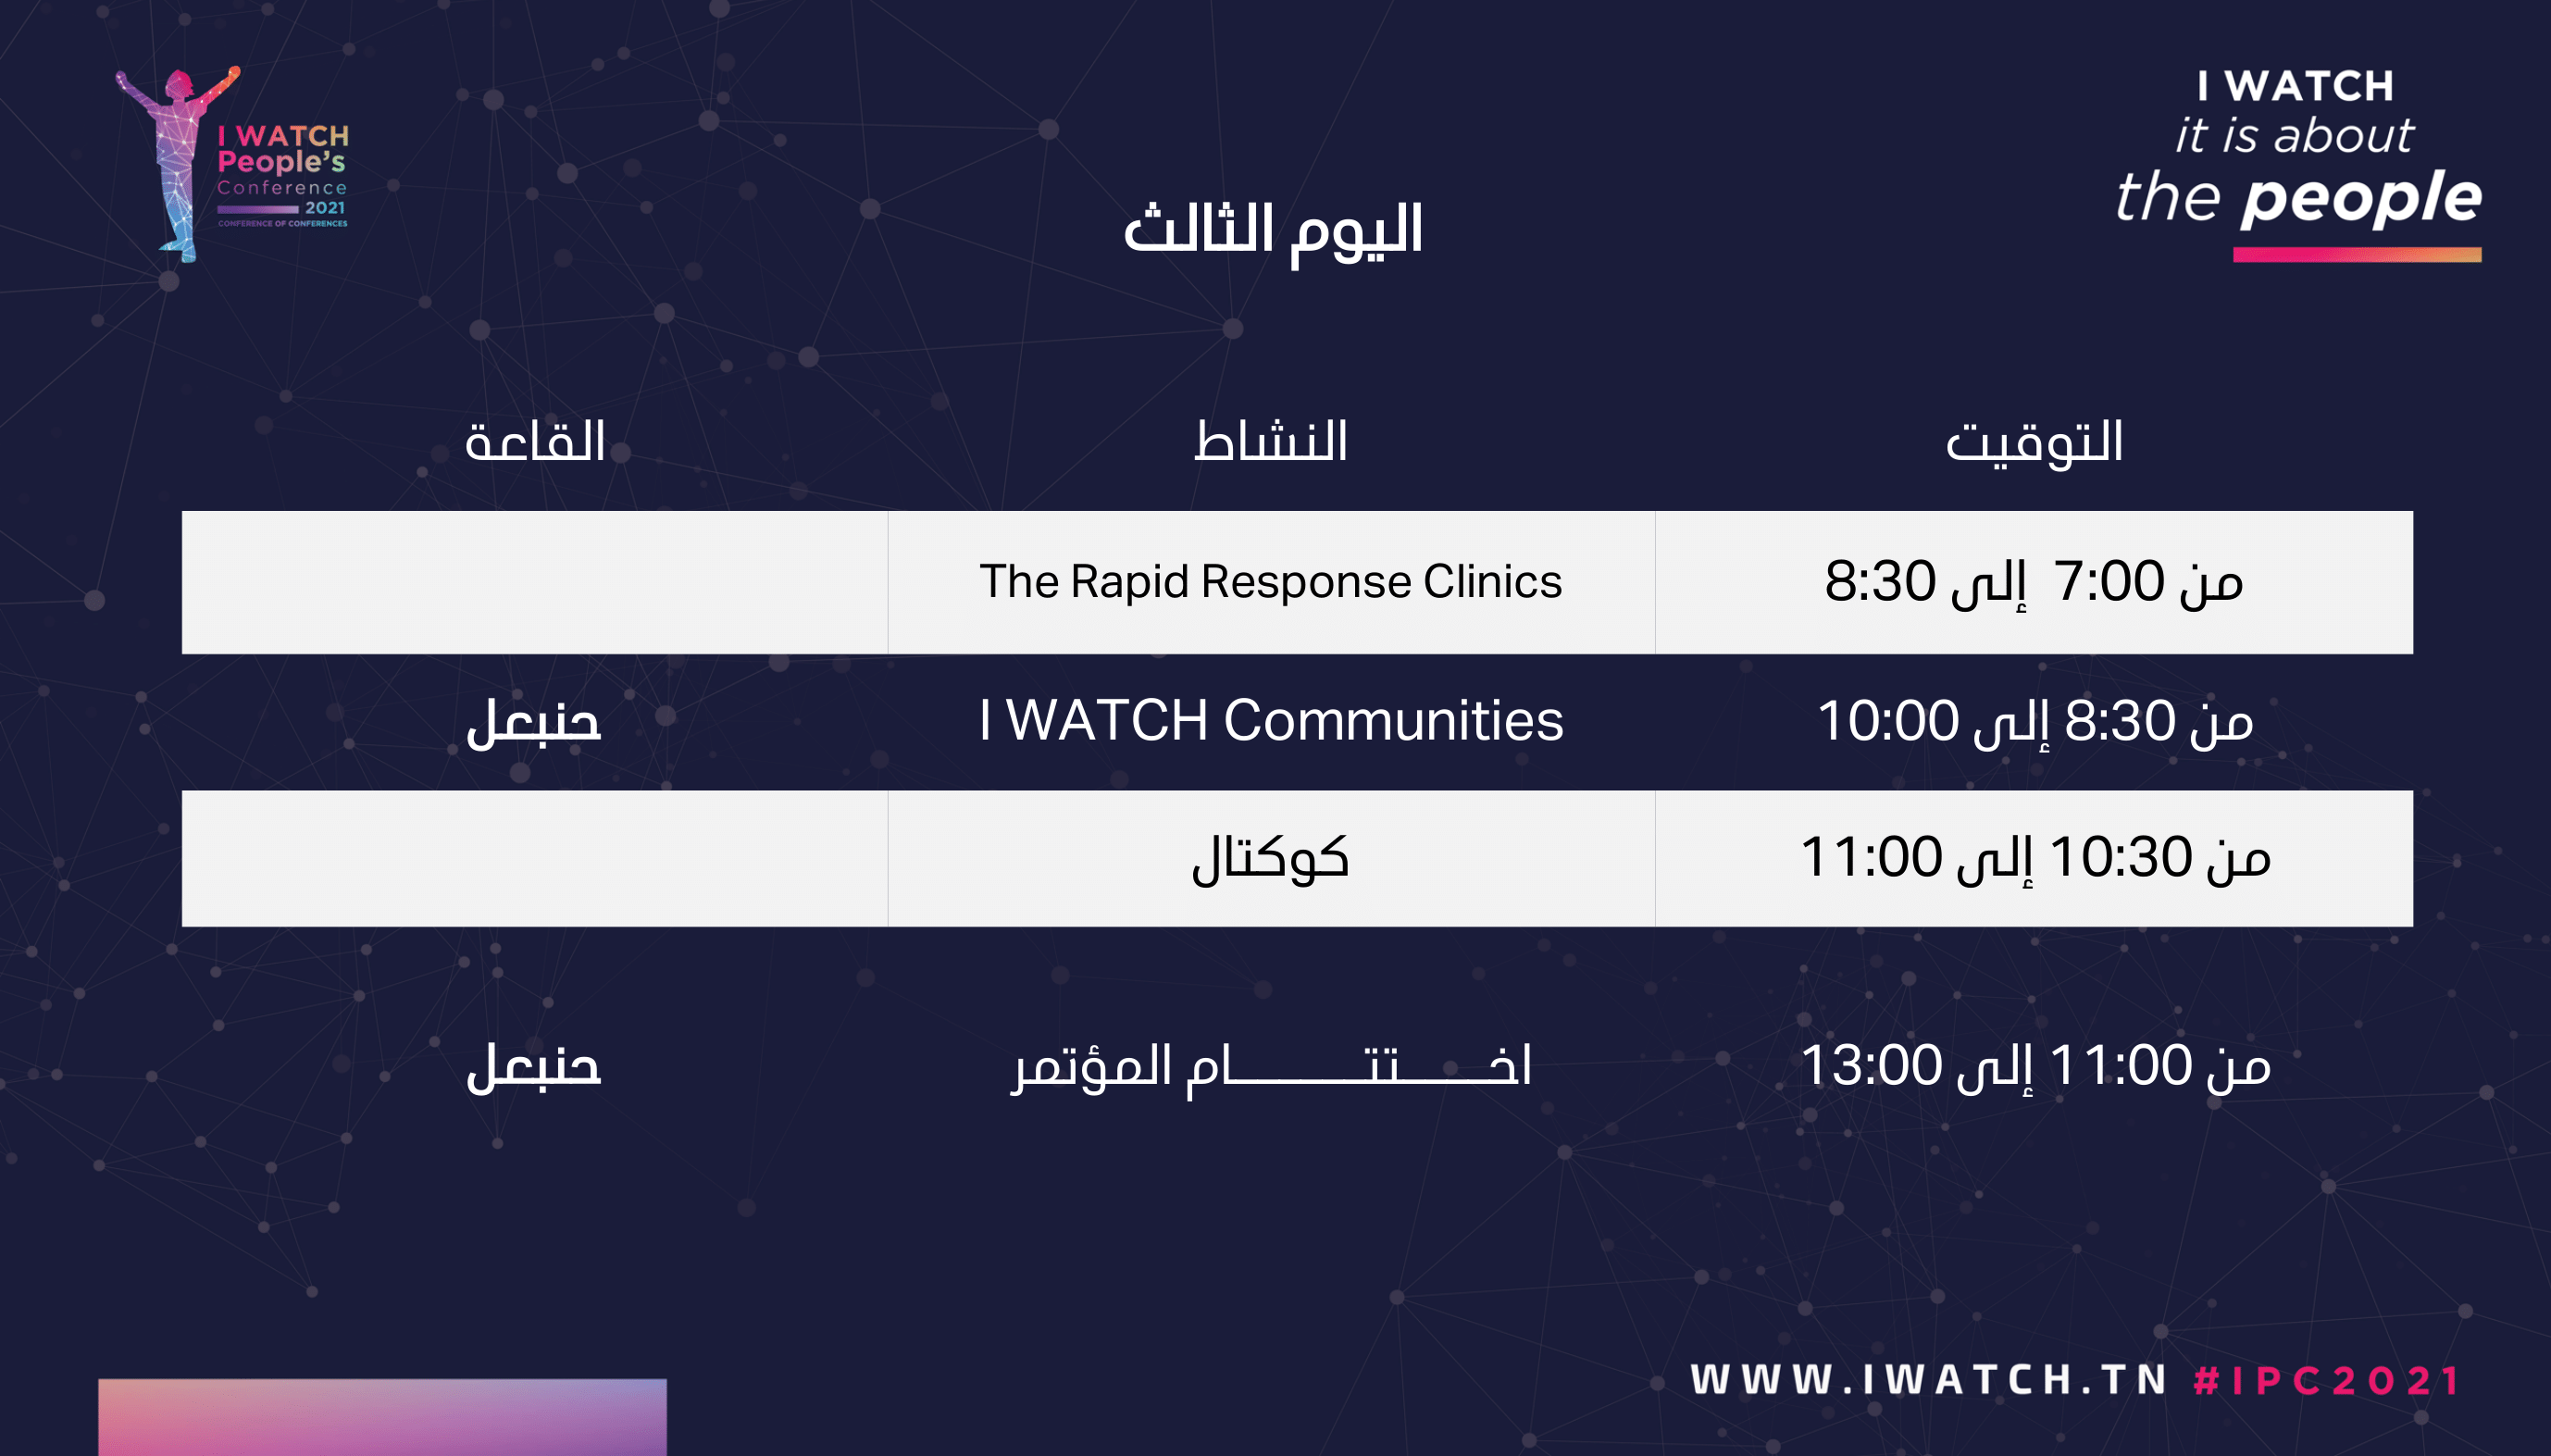 I WATCH
People's
Conference
2021
CONFERENCE OF CONFERENCES
I WATCH
it is about
the people
اليوم الثالث
التوقيت النشاط القاعة
من 7:00 إلى 8:30 The Rapid Response Clinics
من 8:30 إلى 10:00 I WATCH Communities حنبعل
من 10:30 إلى 11:00 كوكتال
من 11:00 إلى 13:00 اخـــــتتـــــــام المؤتمر حنبعل
WWW.IWATCH.TN #IPC2021